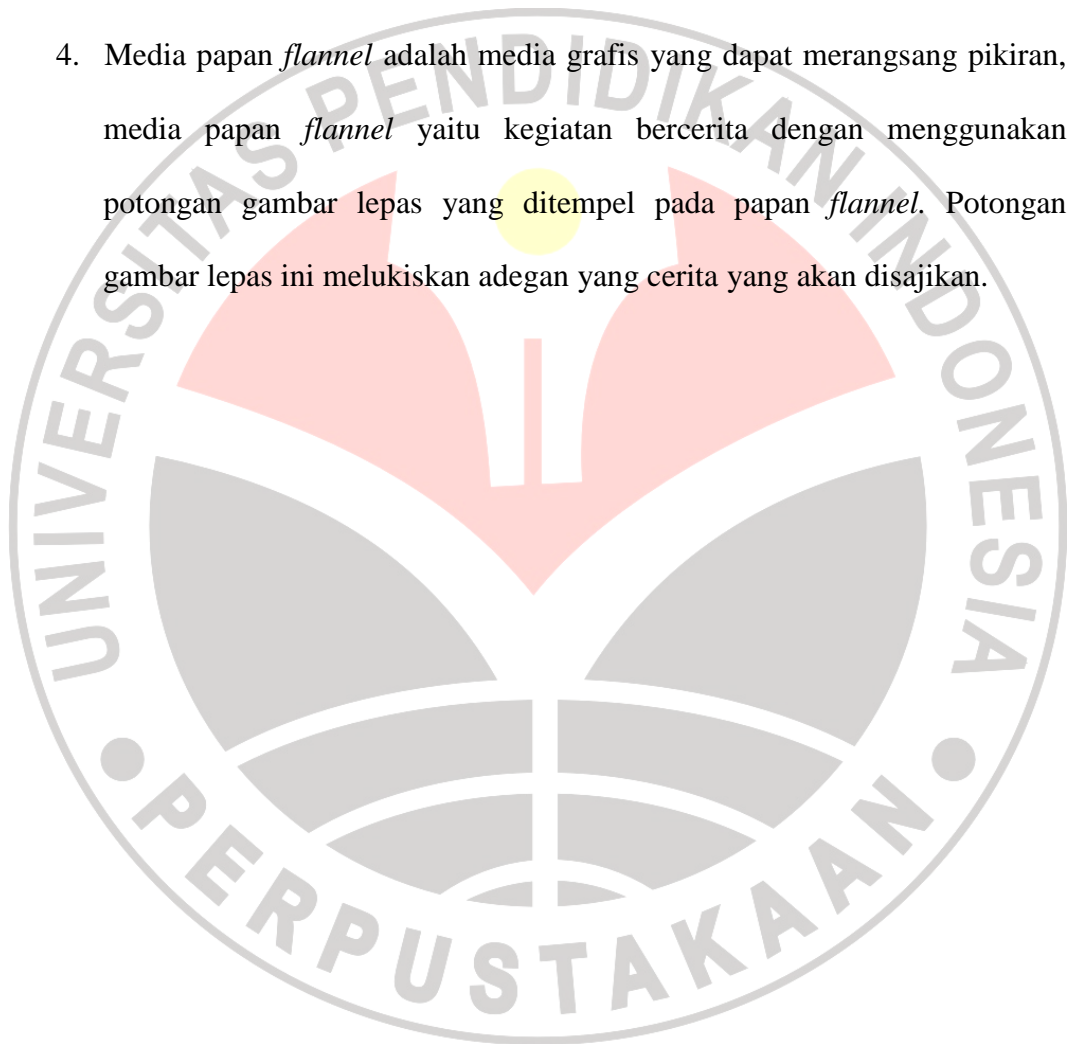 4. Media papan flannel adalah media grafis yang dapat merangsang pikiran,
media papan flannel yaitu kegiatan bercerita dengan menggunakan
potongan gambar lepas yang ditempel pada papan flannel. Potongan
gambar lepas ini melukiskan adegan yang cerita yang akan disajikan.
UNIVERSITAS PENDIDIKAN INDONESIA
PERPUSTAKAAN